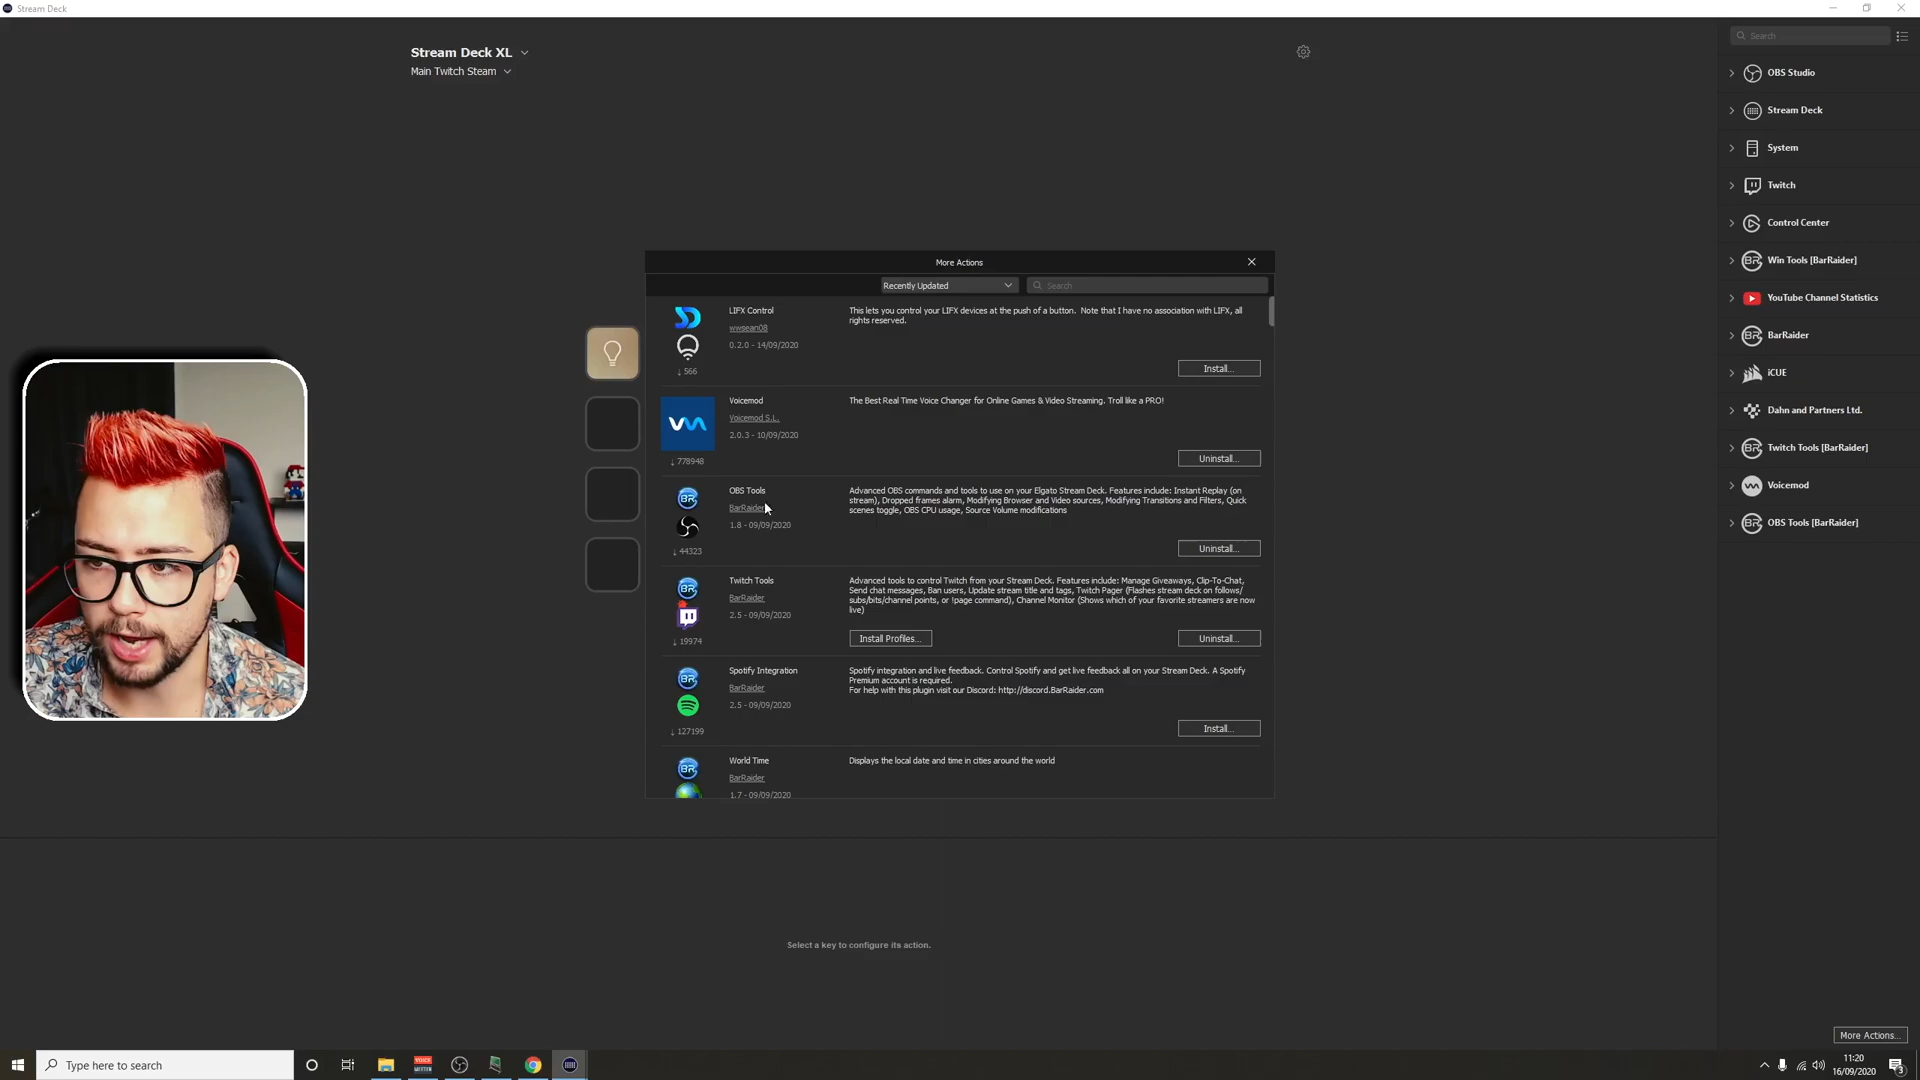 Stream Deck
Stream Deck XL
Main Twitch Steam
Search
OBS Studio
Stream Deck
System
Twitch
Control Center
Win Tools [BarRaider]
YouTube Channel Statistics
BarRaider
iCUE
Dahn and Partners Ltd.
Twitch Tools [BarRaider]
Voicemod
OBS Tools [BarRaider]
More Actions
Recently Updated
Search
LIFX Control
wwsean08
0.2.0 - 14/09/2020
↓ 566
This lets you control your LIFX devices at the push of a button. Note that I have no association with LIFX, all
rights reserved.
Install...
Voicemod
Voicemod S.L.
2.0.3 - 10/09/2020
↓ 778948
The Best Real Time Voice Changer for Online Games & Video Streaming. Troll like a PRO!
Uninstall...
OBS Tools
BarRaider
1.8 - 09/09/2020
↓ 44323
Advanced OBS commands and tools to use on your Elgato Stream Deck. Features include: Instant Replay (on
stream), Dropped frames alarm, Modifying Browser and Video sources, Modifying Transitions and Filters, Quick
scenes toggle, OBS CPU usage, Source Volume modifications
Uninstall...
Twitch Tools
BarRaider
2.5 - 09/09/2020
↓ 19974
Advanced tools to control Twitch from your Stream Deck. Features include: Manage Giveaways, Clip-To-Chat,
Send chat messages, Ban users, Update stream title and tags, Twitch Pager (Flashes stream deck on follows/
subs/bits/channel points, or !page command), Channel Monitor (Shows which of your favorite streamers are now
live)
Install Profiles...
Uninstall...
Spotify Integration
BarRaider
2.5 - 09/09/2020
↓ 127199
Spotify integration and live feedback. Control Spotify and get live feedback all on your Stream Deck. A Spotify
Premium account is required.
For help with this plugin visit our Discord: http://discord.BarRaider.com
Install...
World Time
BarRaider
1.7 - 09/09/2020
Displays the local date and time in cities around the world
Select a key to configure its action.
More Actions...
Type here to search
11:20
16/09/2020